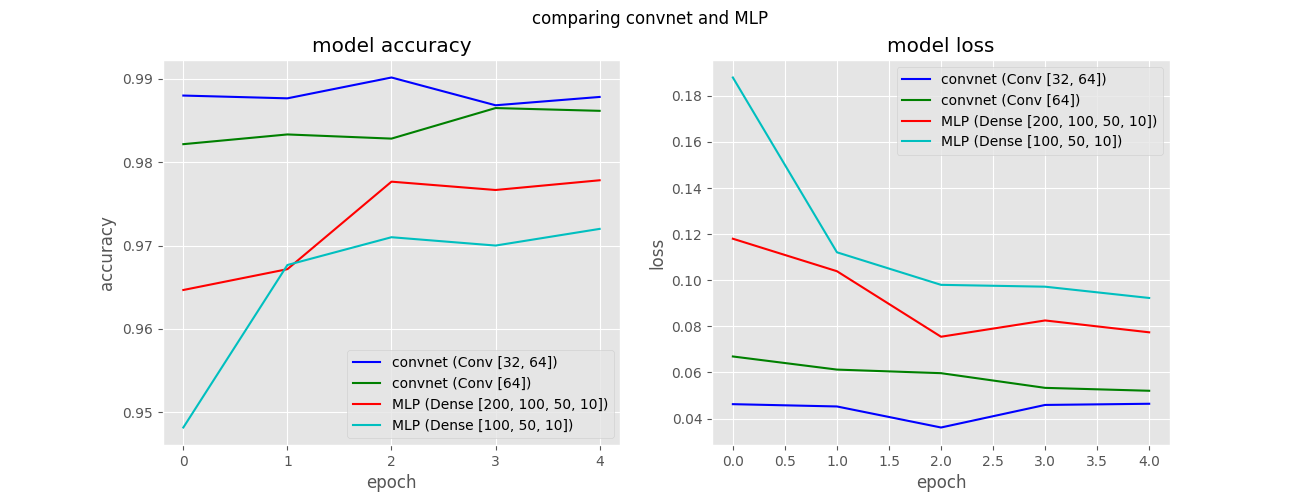 comparing convnet and MLP
model accuracy
0.99
0.98
0.97
0.96
0.95
accuracy
0 1 2 3 4
epoch
convnet (Conv [32, 64])
convnet (Conv [64])
MLP (Dense [200, 100, 50, 10])
MLP (Dense [100, 50, 10])
model loss
0.18
0.16
0.14
0.12
0.10
0.08
0.06
0.04
loss
0.0 0.5 1.0 1.5 2.0 2.5 3.0 3.5 4.0
epoch
convnet (Conv [32, 64])
convnet (Conv [64])
MLP (Dense [200, 100, 50, 10])
MLP (Dense [100, 50, 10])